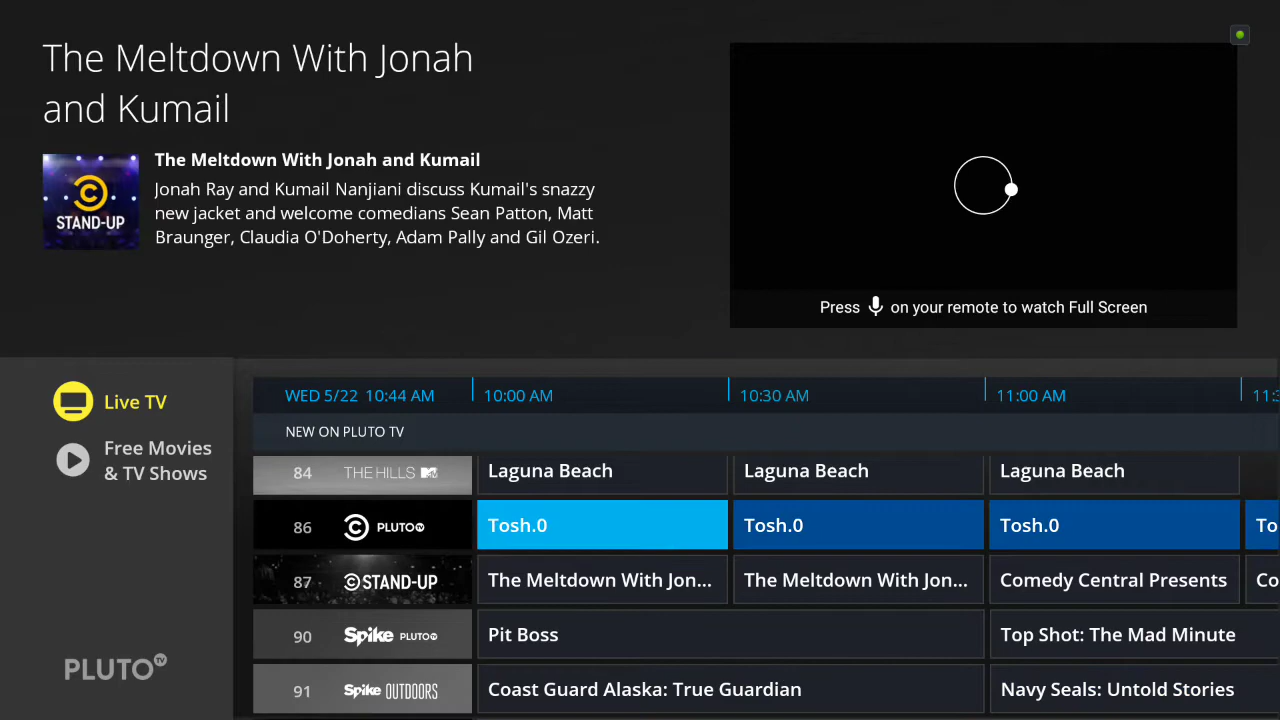 The Meltdown With Jonah
and Kumail
The Meltdown With Jonah and Kumail
Jonah Ray and Kumail Nanjiani discuss Kumail's snazzy
new jacket and welcome comedians Sean Patton, Matt
Braunger, Claudia O'Doherty, Adam Pally and Gil Ozeri.
STAND-UP
Press on your remote to watch Full Screen
Live TV
Free Movies
& TV Shows
PLUTO TV
WED 5/22 10:44 AM 10:00 AM 10:30 AM 11:00 AM 11:3
NEW ON PLUTO TV
84 THE HILLS MTV Laguna Beach Laguna Beach Laguna Beach
86 PLUTO TV Tosh.0 Tosh.0 Tosh.0 To
87 STAND-UP The Meltdown With Jon... The Meltdown With Jon... Comedy Central Presents Co
90 Spike PLUTO TV Pit Boss Top Shot: The Mad Minute
91 Spike OUTDOORS Coast Guard Alaska: True Guardian Navy Seals: Untold Stories